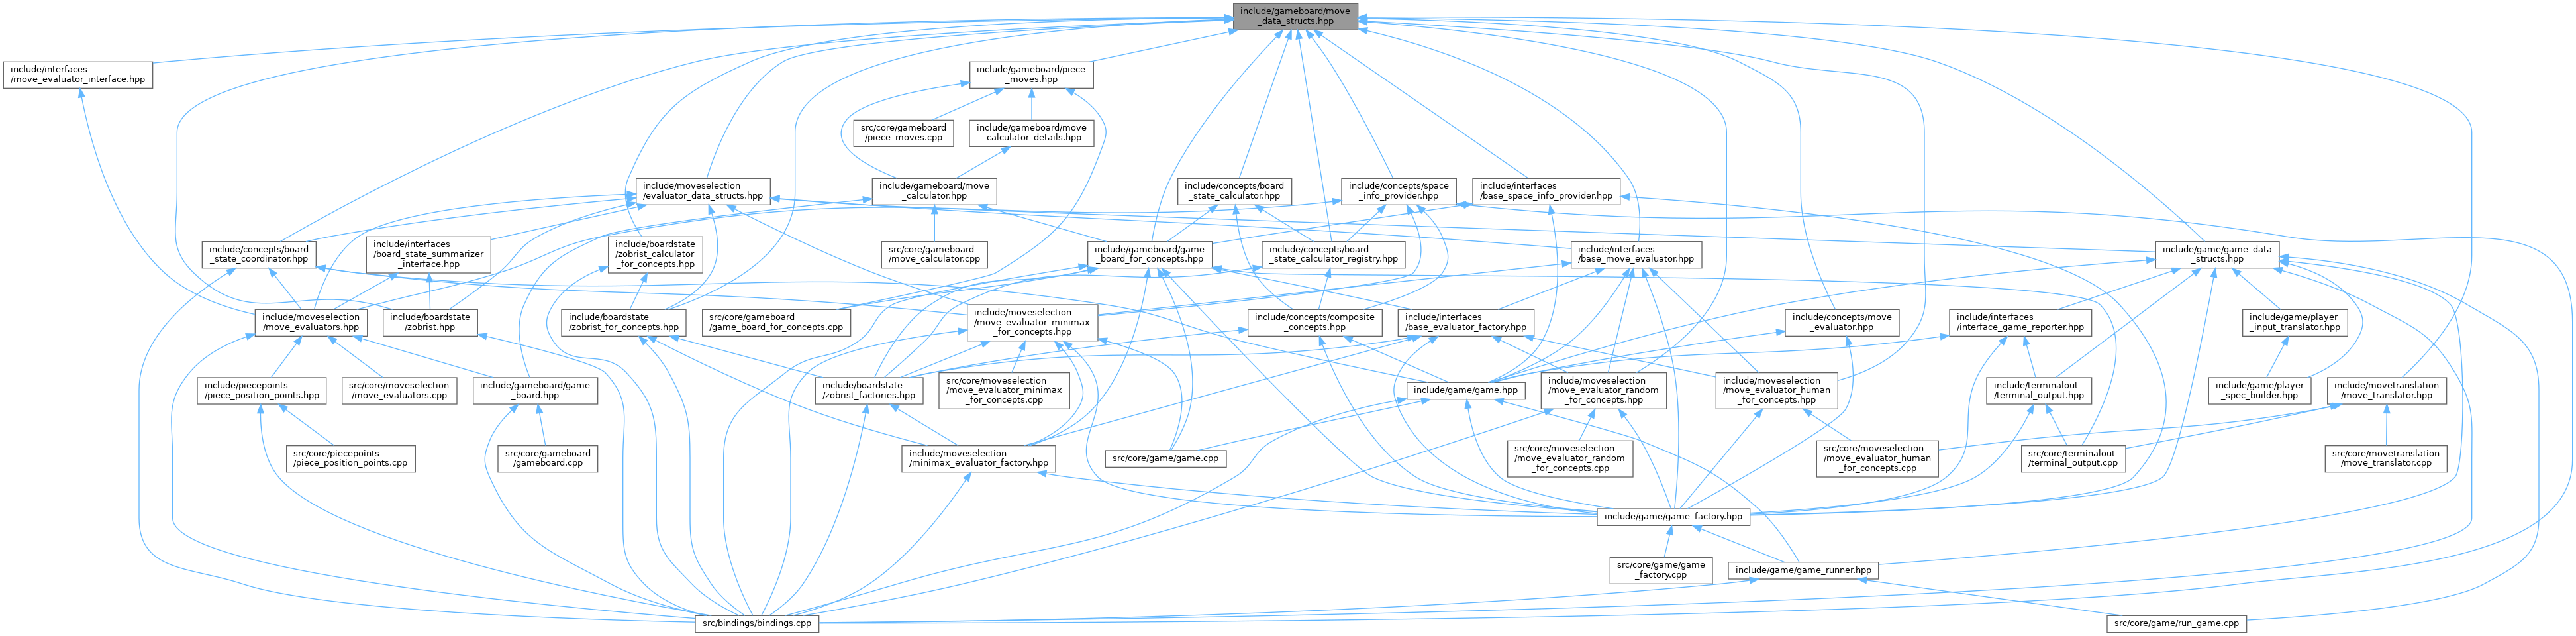 include/gameboard/move
_data_structs.hpp
include/interfaces
/move_evaluator_interface.hpp
include/gameboard/piece
_moves.hpp
src/core/gameboard
/piece_moves.cpp
include/gameboard/move
_calculator_details.hpp
include/moveselection
/evaluator_data_structs.hpp
include/gameboard/move
_calculator.hpp
include/concepts/board
_state_calculator.hpp
include/concepts/space
_info_provider.hpp
include/interfaces
/base_space_info_provider.hpp
include/concepts/board
_state_coordinator.hpp
include/interfaces
/board_state_summarizer
_interface.hpp
include/boardstate
/zobrist_calculator
_for_concepts.hpp
src/core/gameboard
/move_calculator.cpp
include/gameboard/game
_board_for_concepts.hpp
include/concepts/board
_state_calculator_registry.hpp
include/interfaces
/base_move_evaluator.hpp
include/game/game_data
_structs.hpp
include/moveselection
/move_evaluators.hpp
include/boardstate
/zobrist.hpp
include/boardstate
/zobrist_for_concepts.hpp
src/core/gameboard
/game_board_for_concepts.cpp
include/moveselection
/move_evaluator_minimax
_for_concepts.hpp
include/concepts/composite
_concepts.hpp
include/interfaces
/base_evaluator_factory.hpp
include/concepts/move
_evaluator.hpp
include/interfaces
/interface_game_reporter.hpp
include/game/player
_input_translator.hpp
include/piecepoints
/piece_position_points.hpp
src/core/moveselection
/move_evaluators.cpp
include/gameboard/game
_board.hpp
include/boardstate
/zobrist_factories.hpp
src/core/moveselection
/move_evaluator_minimax
_for_concepts.cpp
include/game/game.hpp
include/moveselection
/move_evaluator_random
_for_concepts.hpp
include/moveselection
/move_evaluator_human
_for_concepts.hpp
include/terminalout
/terminal_output.hpp
include/game/player
_spec_builder.hpp
include/movetranslation
/move_translator.hpp
src/core/piecepoints
/piece_position_points.cpp
src/core/gameboard
/gameboard.cpp
include/moveselection
/minimax_evaluator_factory.hpp
src/core/game/game.cpp
src/core/moveselection
/move_evaluator_random
_for_concepts.cpp
src/core/moveselection
/move_evaluator_human
_for_concepts.cpp
src/core/terminalout
/terminal_output.cpp
src/core/movetranslation
/move_translator.cpp
include/game/game_factory.hpp
src/core/game/game
_factory.cpp
include/game/game_runner.hpp
src/bindings/bindings.cpp
src/core/game/run_game.cpp